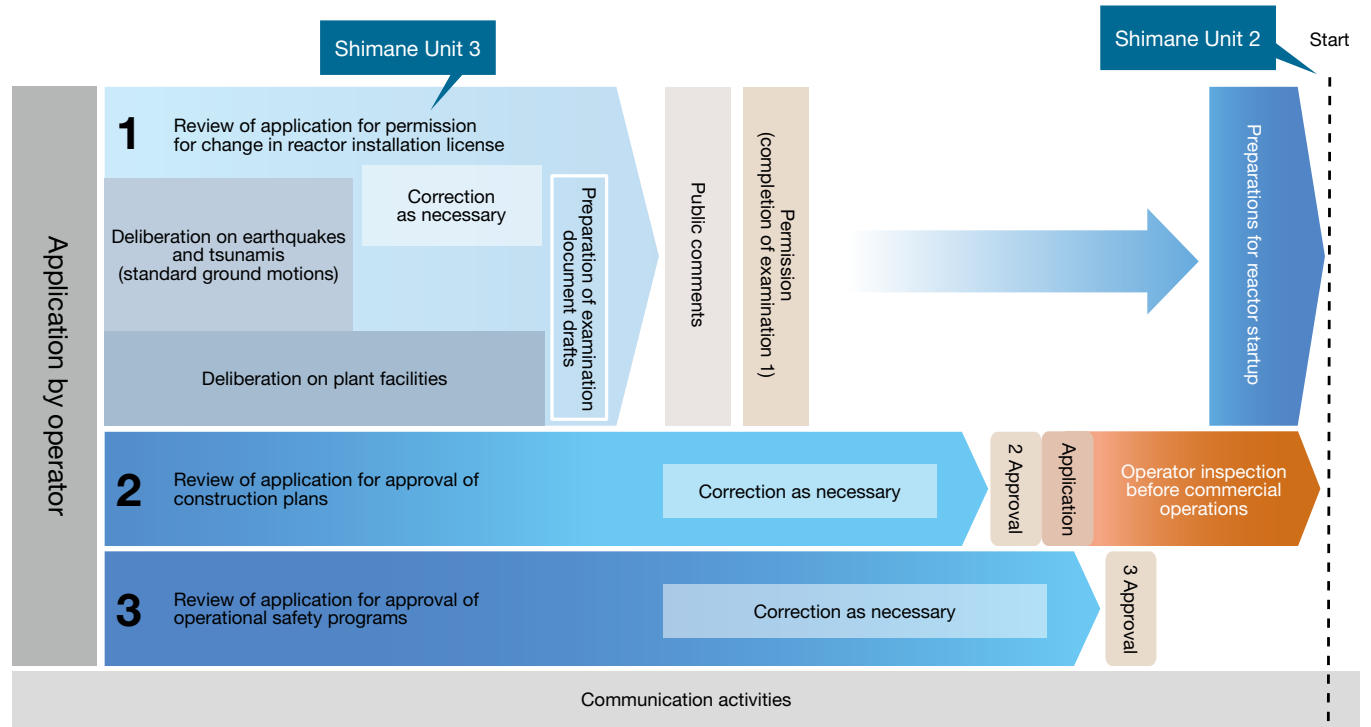 Shimane Unit 3
Shimane Unit 2
Start
Application by operator
1
Review of application for permission
for change in reactor installation license
Deliberation on earthquakes
and tsunamis
(standard ground motions)
Correction
as necessary
Deliberation on plant facilities
Preparation of examination
document drafts
Public comments
Permission
(completion of examination 1)
Preparations for reactor startup
2
Review of application for approval of
construction plans
Correction as necessary
2 Approval
Application
Operator inspection
before commercial
operations
3
Review of application for approval of
operational safety programs
Correction as necessary
3 Approval
Communication activities